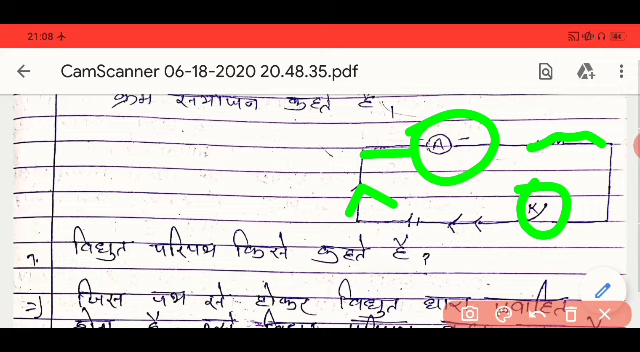 21:08
84
CamScanner 06-18-2020 20.48.35.pdf
क्रम संयोजन कहते है।
A
K
7. विद्युत परिपथ किसे कहते है?
=) जिस पथ से होकर विद्युत धारा प्रवाहित